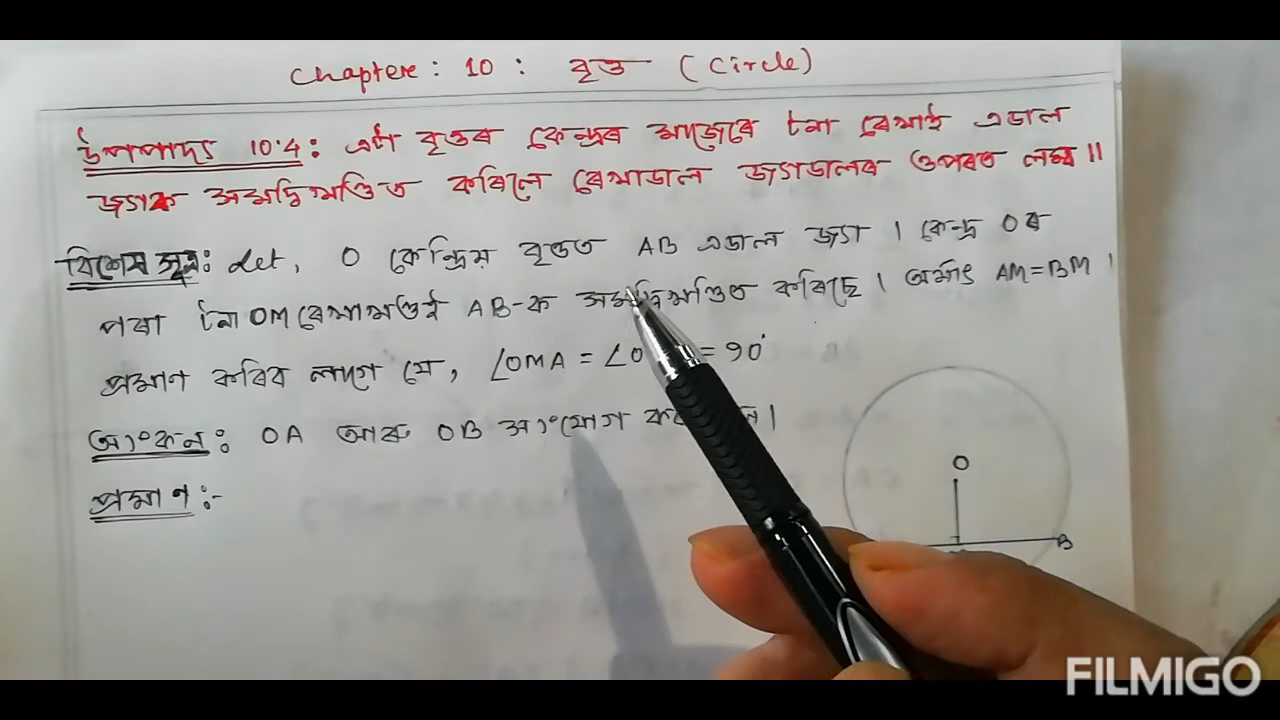 Chapter : 10 : বৃত্ত (Circle)
উপপাদ্য 10.4 : এটা বৃত্তৰ কেন্দ্ৰৰ মাজেৰে টনা ৰেখাই এডাল
জ্যাক সমদ্বিখণ্ডিত কৰিলে ৰেখাডাল জ্যাডালৰ ওপৰত লম্ব ॥
বিশেষ সূত্ৰ : Let, O কেন্দ্ৰিয় বৃত্তত AB এডাল জ্যা । কেন্দ্ৰ O ৰ
পৰা টনা OM ৰেখাখণ্ডই AB-ক সমদ্বিখণ্ডিত কৰিছে । অৰ্থাৎ AM=BM ।
প্ৰমাণ কৰিব লাগে যে, ∠OMA = ∠O = 90°
অংকন : OA আৰু OB সংযোগ
প্ৰমাণ :-
O
B
FILMIGO